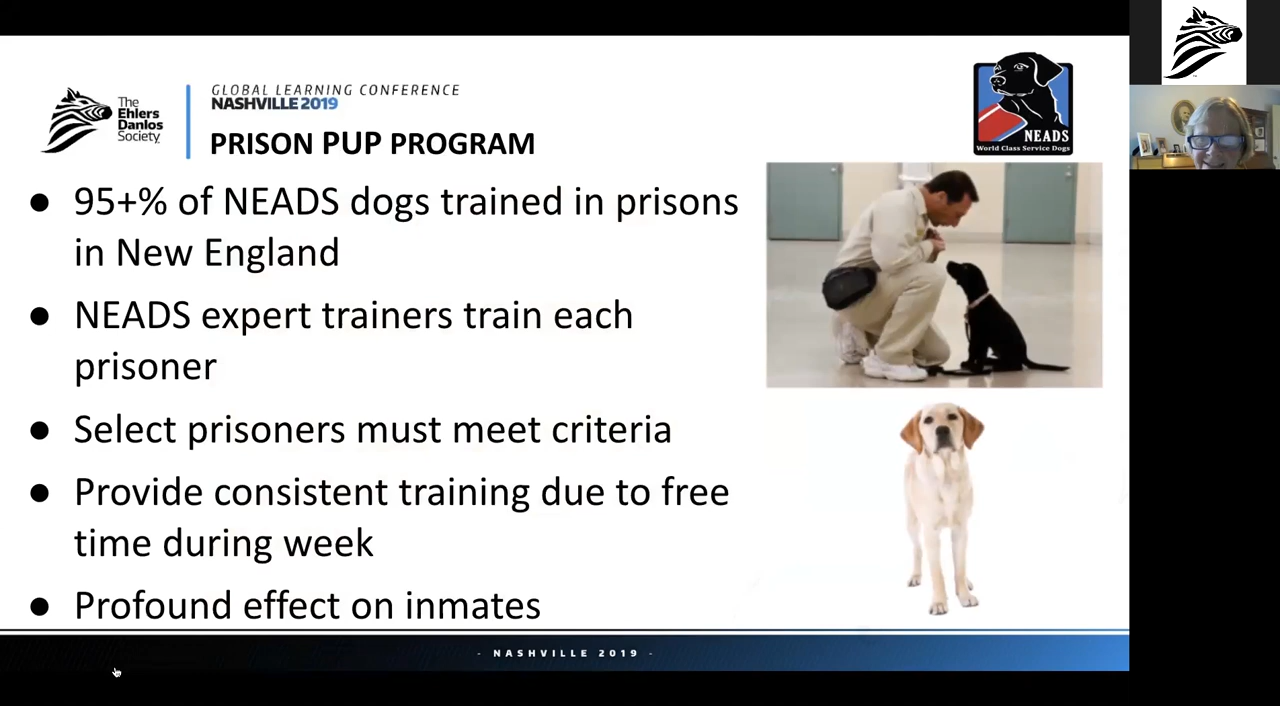 The
Ehlers
Danlos
Society
GLOBAL LEARNING CONFERENCE
NASHVILLE 2019
PRISON PUP PROGRAM
NEADS
World Class Service Dogs
● 95+% of NEADS dogs trained in prisons
in New England
● NEADS expert trainers train each
prisoner
● Select prisoners must meet criteria
● Provide consistent training due to free
time during week
● Profound effect on inmates
- NASHVILLE 2019 -